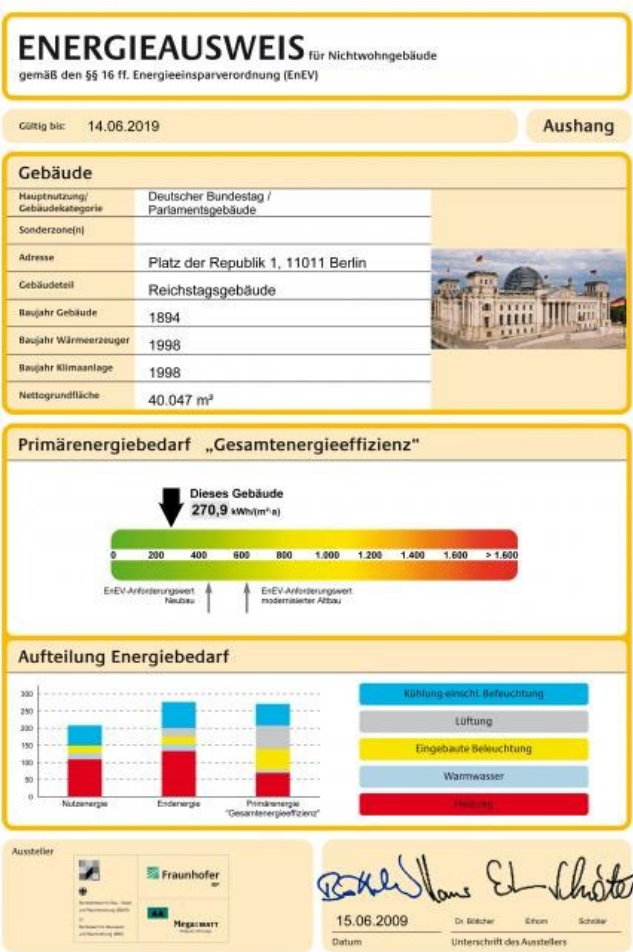 ENERGIEAUSWEIS für Nichtwohngebäude
gemäß den §§ 16 ff. Energieeinsparverordnung (EnEV)
Gültig bis: 14.06.2019
Aushang
Gebäude
Hauptnutzung/
Gebäudekategorie
Deutscher Bundestag /
Parlamentsgebäude
Sonderzone(n)
Adresse Platz der Republik 1, 11011 Berlin
Gebäudeteil Reichstagsgebäude
Baujahr Gebäude 1894
Baujahr Wärmeerzeuger 1998
Baujahr Klimaanlage 1998
Nettogrundfläche 40.047 m²
Primärenergiebedarf „Gesamtenergieeffizienz“
Dieses Gebäude
270,9 kWh/(m²·a)
0 200 400 600 800 1.000 1.200 1.400 1.600 > 1.600
EnEV-Anforderungswert
Neubau
EnEV-Anforderungswert
modernisierter Altbau
Aufteilung Energiebedarf
300
250
200
150
100
50
0
Nutzenergie
Endenergie
Primärenergie
"Gesamtenergieeffizienz"
Kühlung einschl. Befeuchtung
Lüftung
Eingebaute Beleuchtung
Warmwasser
Heizung
Aussteller
Fraunhofer
IBP
MEGAWATT
15.06.2009
Dr. Böttcher Erhorn Schröter
Datum
Unterschrift des Ausstellers